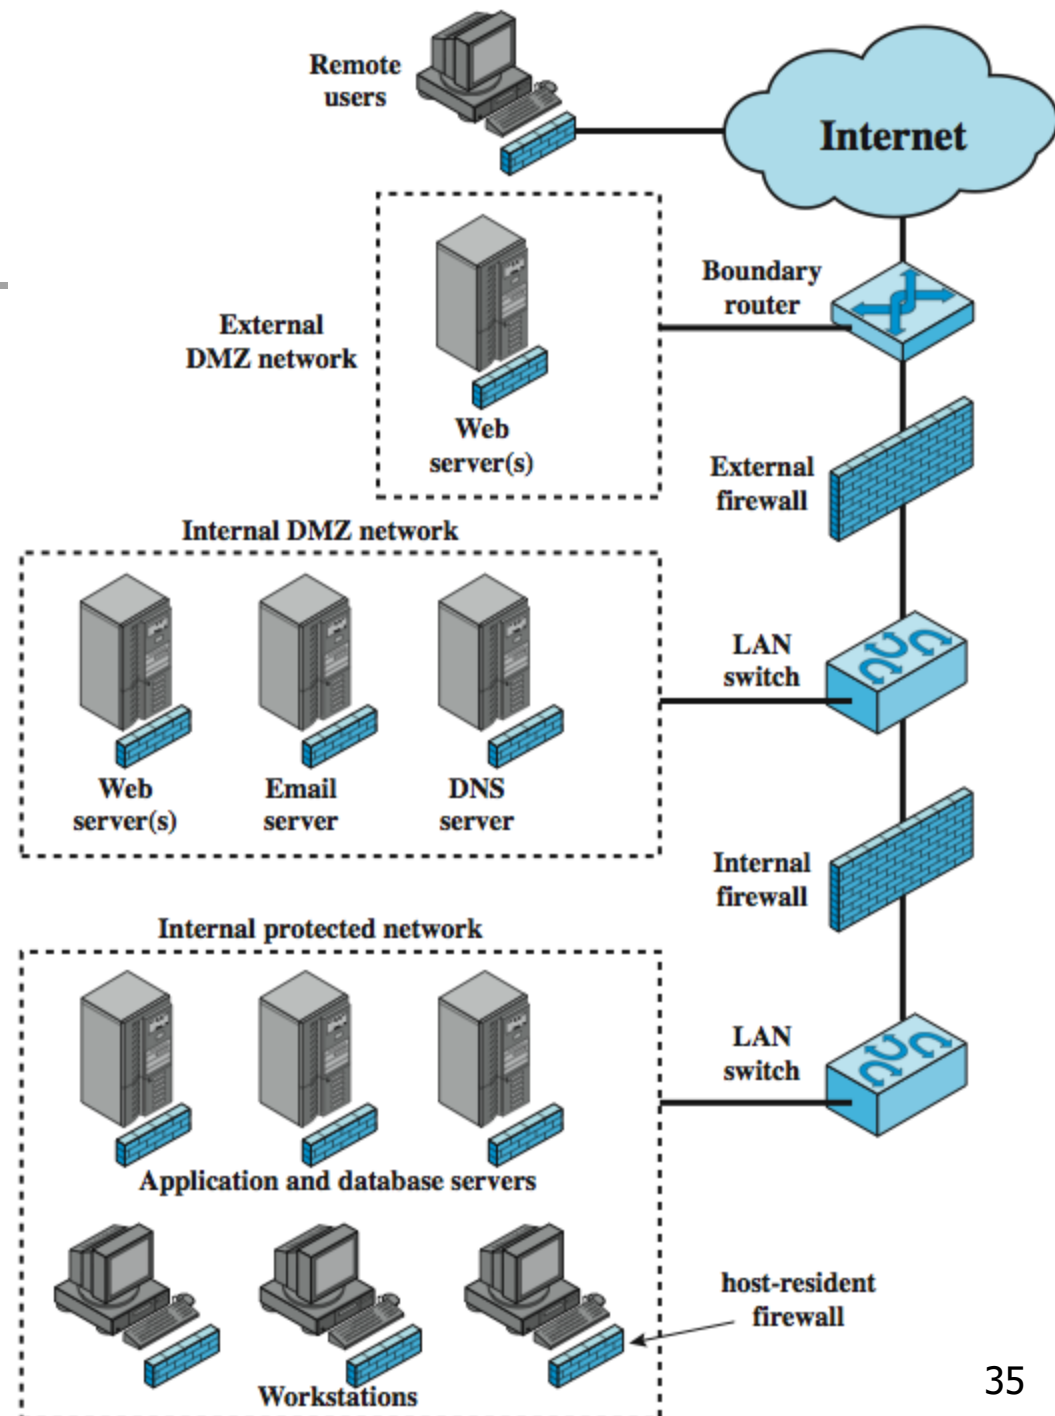 Remote
users
Internet
Boundary
router
External
DMZ network
Web
server(s)
External
firewall
Internal DMZ network
LAN
switch
Web
server(s)
Email
server
DNS
server
Internal
firewall
Internal protected network
LAN
switch
Application and database servers
host-resident
firewall
Workstations
35